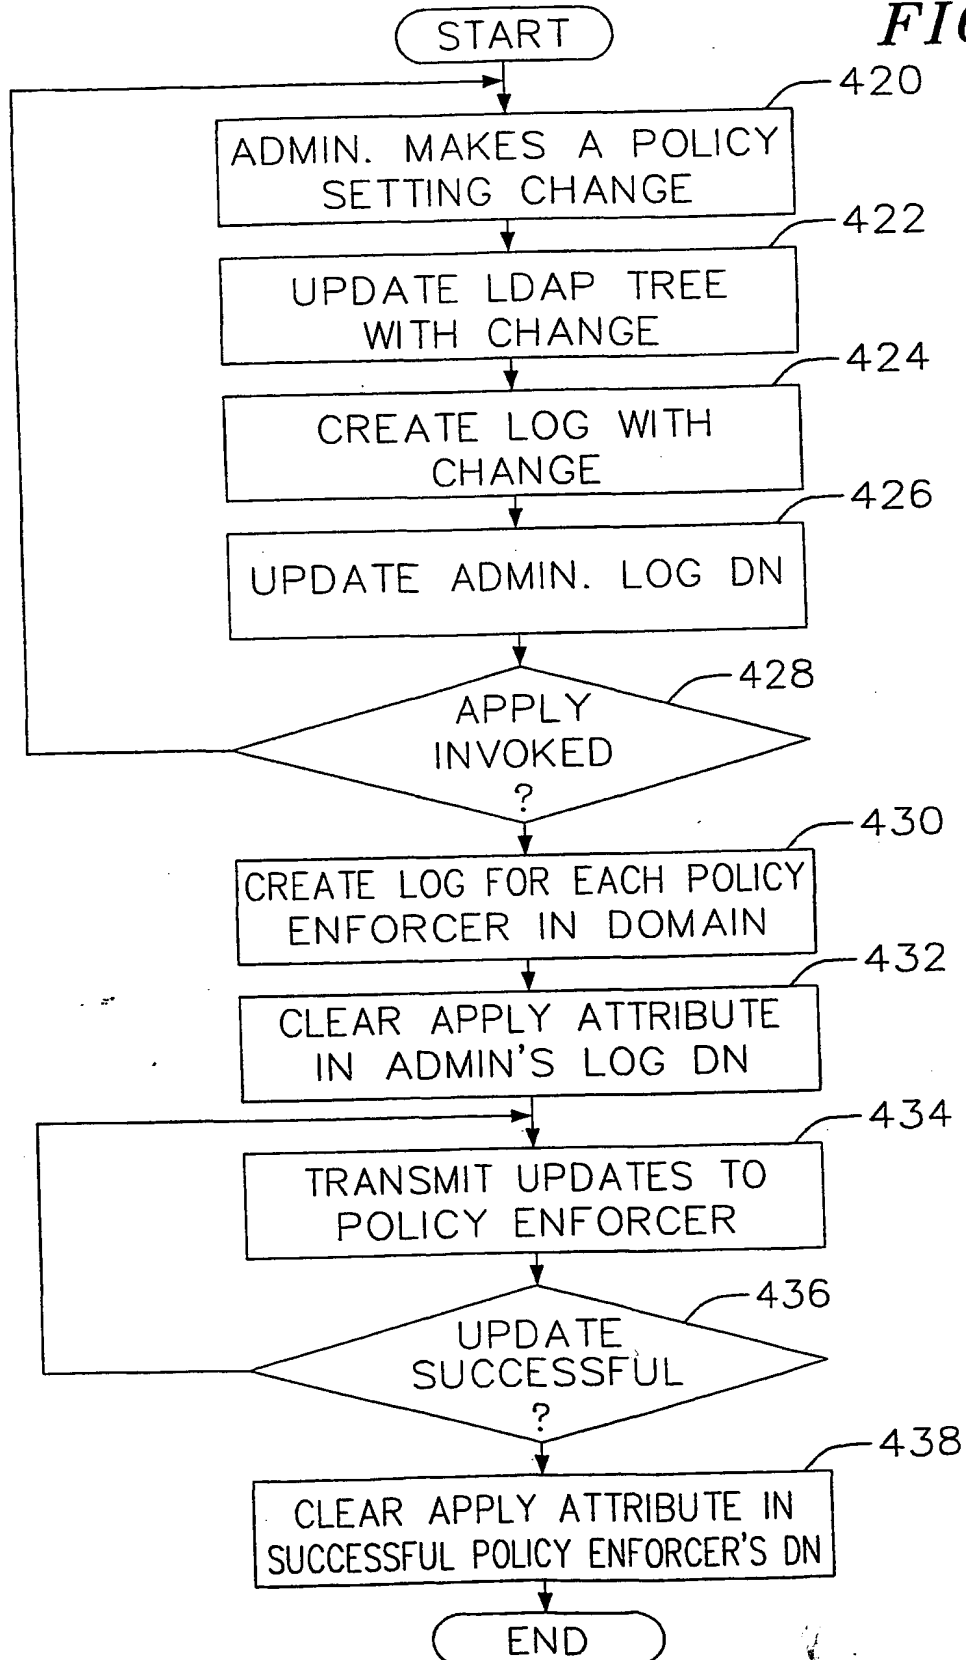 START
420
ADMIN. MAKES A POLICY
SETTING CHANGE
422
UPDATE LDAP TREE
WITH CHANGE
424
CREATE LOG WITH
CHANGE
426
UPDATE ADMIN. LOG DN
428
APPLY
INVOKED
?
430
CREATE LOG FOR EACH POLICY
ENFORCER IN DOMAIN
432
CLEAR APPLY ATTRIBUTE
IN ADMIN'S LOG DN
434
TRANSMIT UPDATES TO
POLICY ENFORCER
436
UPDATE
SUCCESSFUL
?
438
CLEAR APPLY ATTRIBUTE IN
SUCCESSFUL POLICY ENFORCER'S DN
END